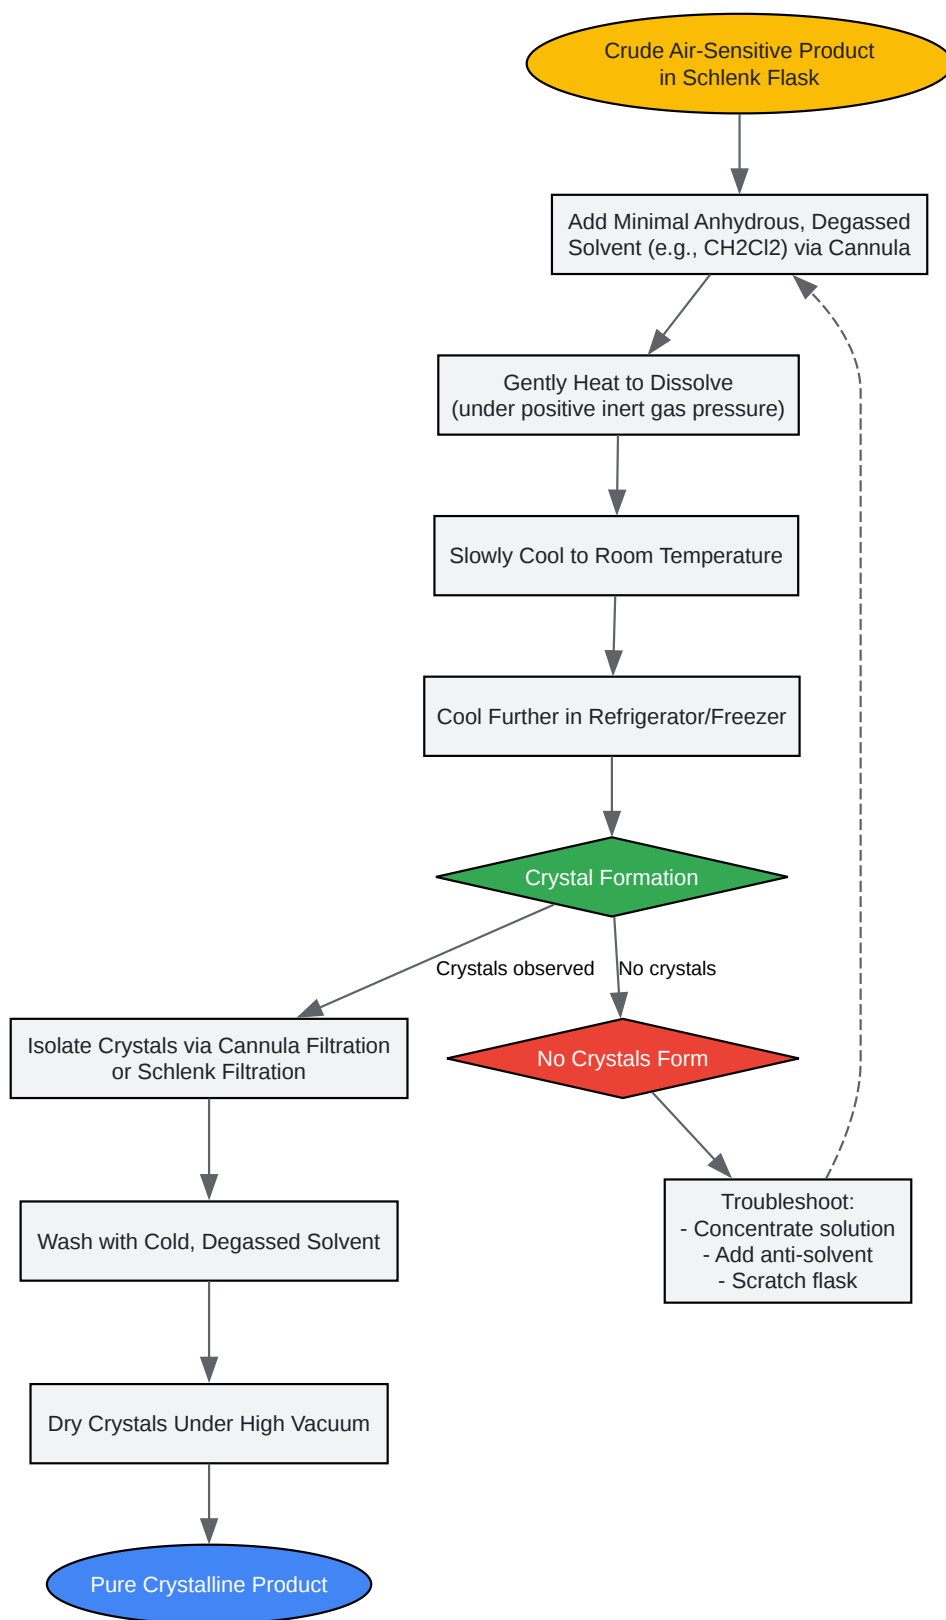 Crude Air-Sensitive Product
in Schlenk Flask
Add Minimal Anhydrous, Degassed
Solvent (e.g., CH2Cl2) via Cannula
Gently Heat to Dissolve
(under positive inert gas pressure)
Slowly Cool to Room Temperature
Cool Further in Refrigerator/Freezer
Crystal Formation
Crystals observed
No crystals
Isolate Crystals via Cannula Filtration
or Schlenk Filtration
No Crystals Form
Troubleshoot:
- Concentrate solution
- Add anti-solvent
- Scratch flask
Wash with Cold, Degassed Solvent
Dry Crystals Under High Vacuum
Pure Crystalline Product